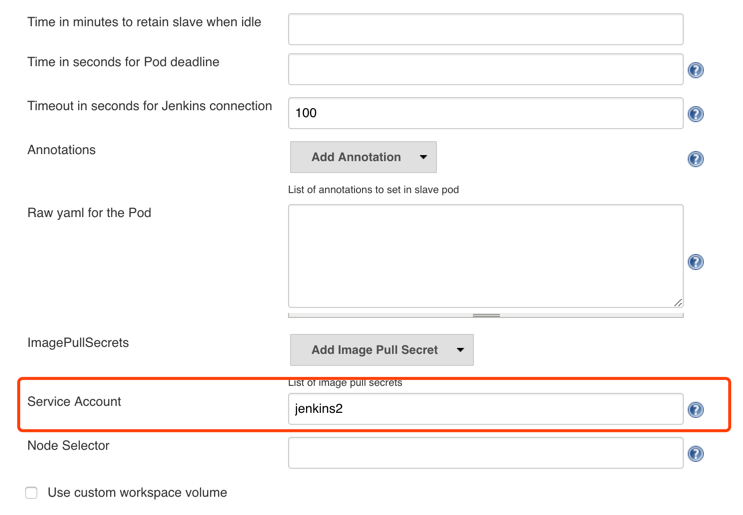 Time in minutes to retain slave when idle
Time in seconds for Pod deadline
Timeout in seconds for Jenkins connection
100
Annotations
Add Annotation
List of annotations to set in slave pod
Raw yaml for the Pod
ImagePullSecrets
Add Image Pull Secret
List of image pull secrets
Service Account
jenkins2
Node Selector
Use custom workspace volume